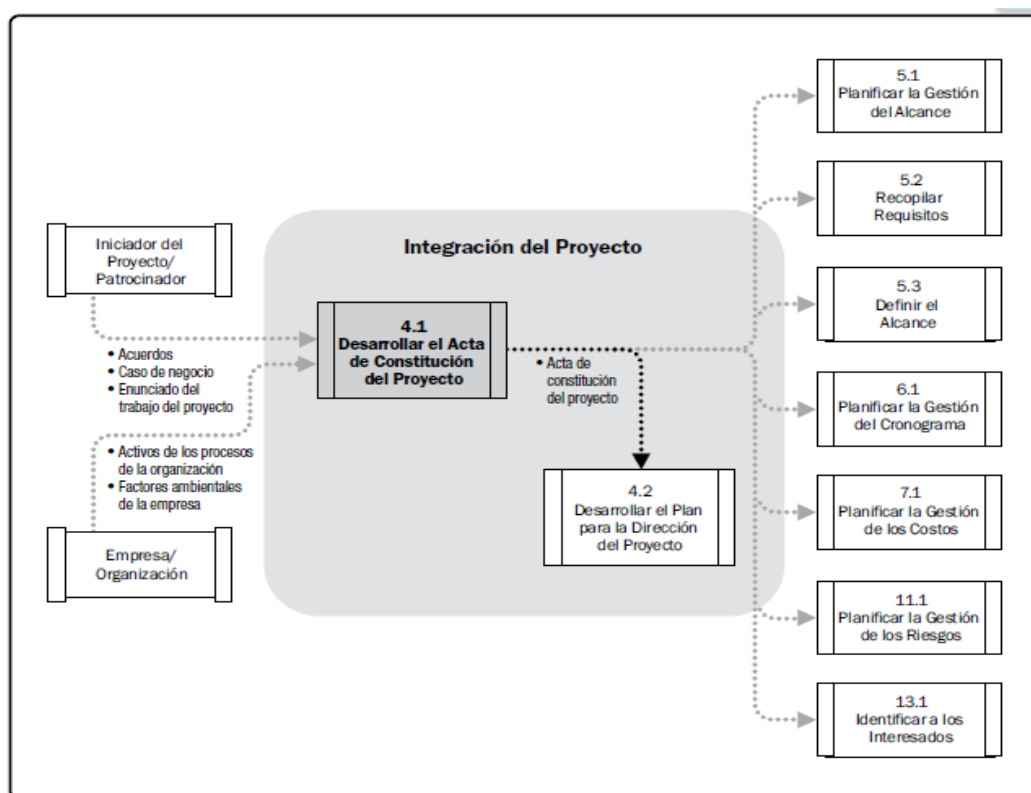 Iniciador del
Proyecto/
Patrocinador
• Acuerdos
• Caso de negocio
• Enunciado del
trabajo del proyecto
• Activos de los procesos
de la organización
• Factores ambientales
de la empresa
Empresa/
Organización
Integración del Proyecto
4.1
Desarrollar el Acta
de Constitución
del Proyecto
• Acta de
constitución
del proyecto
4.2
Desarrollar el Plan
para la Dirección
del Proyecto
5.1
Planificar la Gestión
del Alcance
5.2
Recopilar
Requisitos
5.3
Definir el
Alcance
6.1
Planificar la Gestión
del Cronograma
7.1
Planificar la Gestión
de los Costos
11.1
Planificar la Gestión
de los Riesgos
13.1
Identificar a los
Interesados